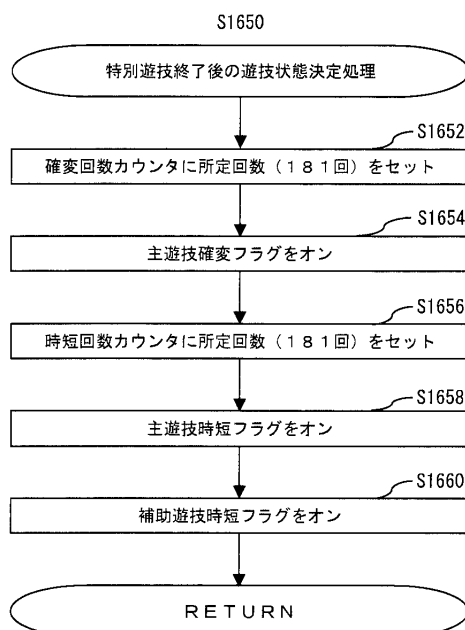 S1650
特別遊技終了後の遊技状態決定処理
S1652
確変回数カウンタに所定回数（１８１回）をセット
S1654
主遊技確変フラグをオン
S1656
時短回数カウンタに所定回数（１８１回）をセット
S1658
主遊技時短フラグをオン
S1660
補助遊技時短フラグをオン
ＲＥＴＵＲＮ